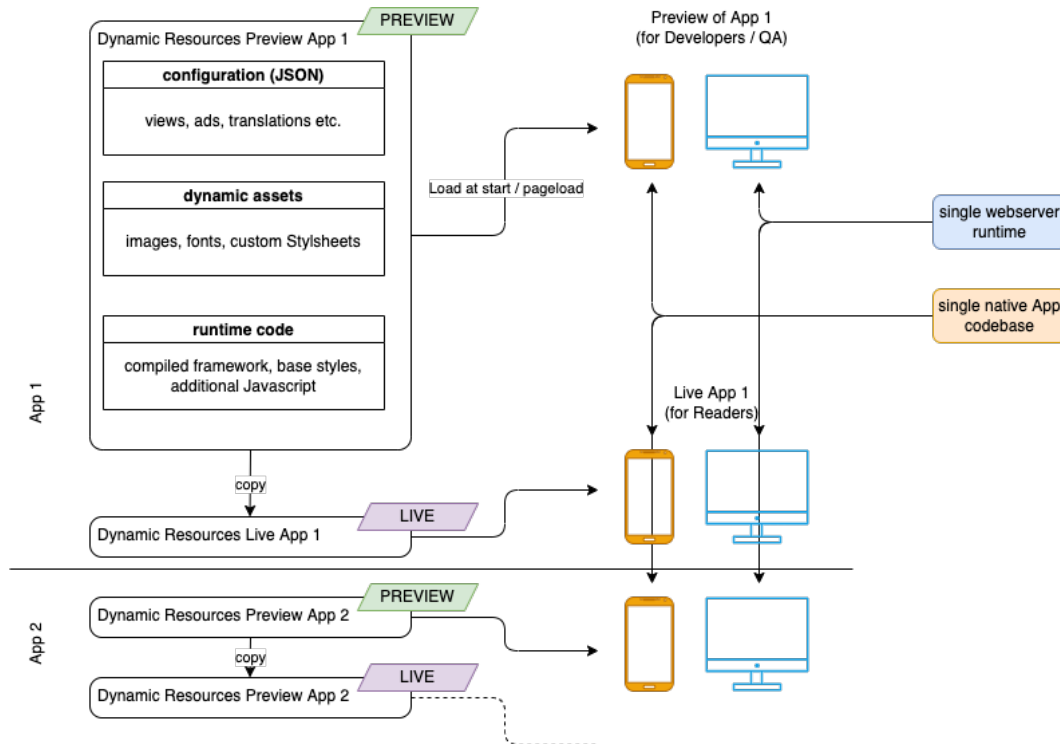 PREVIEW
Dynamic Resources Preview App 1
configuration (JSON)
views, ads, translations etc.
dynamic assets
images, fonts, custom Stylsheets
runtime code
compiled framework, base styles,
additional Javascript
App 1
Load at start / pageload
Preview of App 1
(for Developers / QA)
single webserver
runtime
single native App
codebase
Live App 1
(for Readers)
copy
LIVE
Dynamic Resources Live App 1
PREVIEW
Dynamic Resources Preview App 2
App 2
copy
LIVE
Dynamic Resources Preview App 2